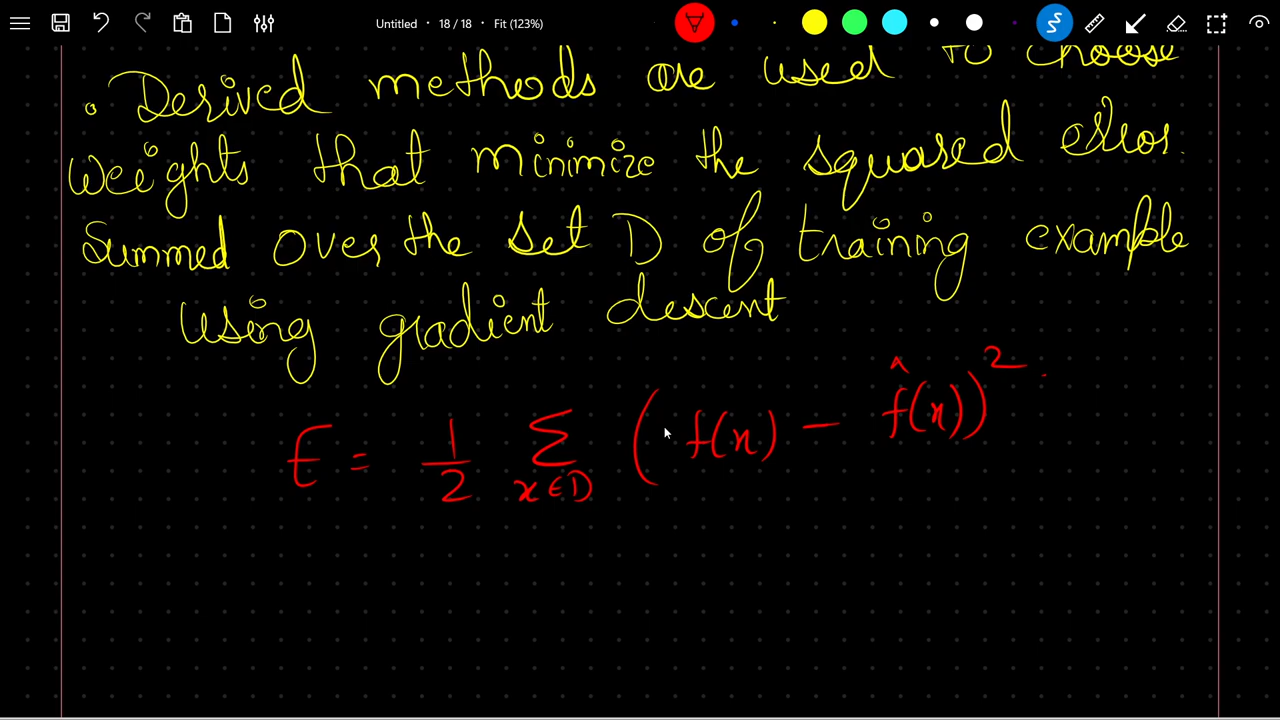 Untitled • 18 / 18 • Fit (123%)
. Derived methods are used to choose
weights that minimize the squared error.
Summed over the set D of training example
using gradient descent
E = 1/2 Σ x∈D (f(x) - f̂(x))².